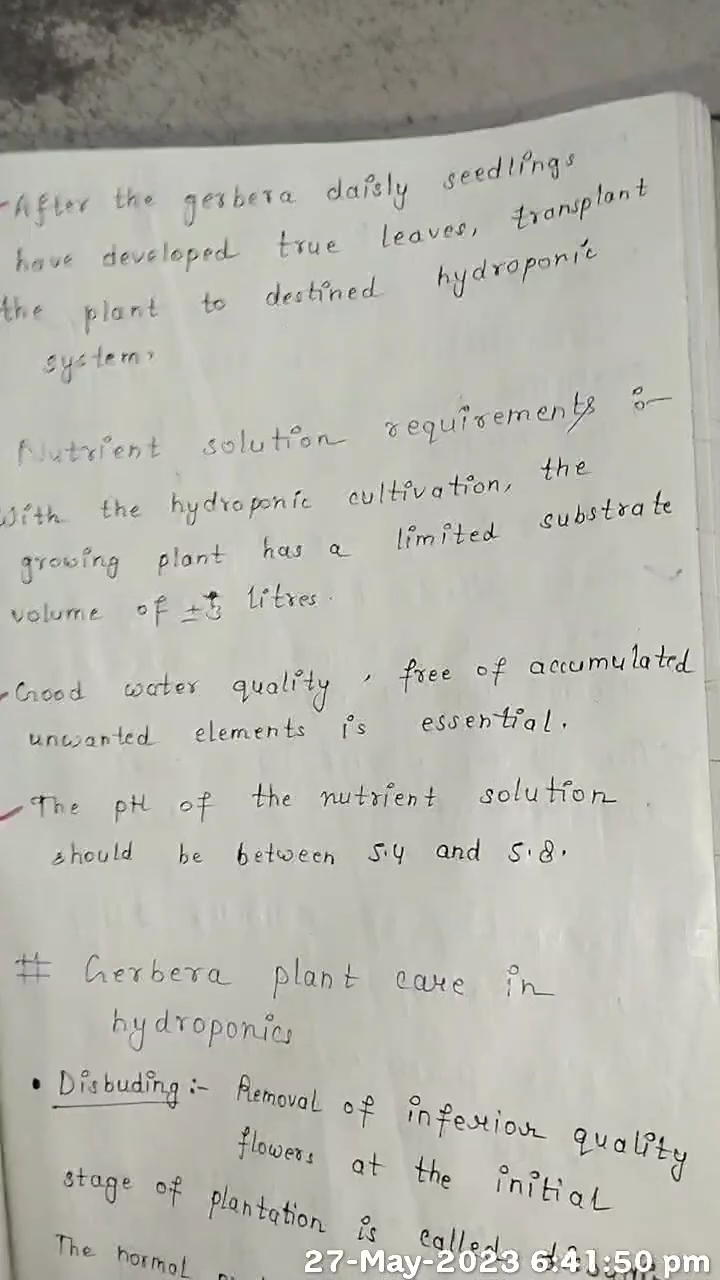 - After the gerbera daisly seedlings
have developed true leaves, transplant
the plant to destined hydroponic
system.
Nutrient solution requirements :-
With the hydroponic cultivation, the
growing plant has a limited substrate
volume of ± litres.
- Good water quality, free of accumulated
unwanted elements is essential.
- The pH of the nutrient solution
should be between 5.4 and 5.8.
# Gerbera plant care in
hydroponics
• Disbuding :- Removal of inferior quality
flowers at the initial
stage of plantation is called
The normal
27-May-2023 6:41:50 pm